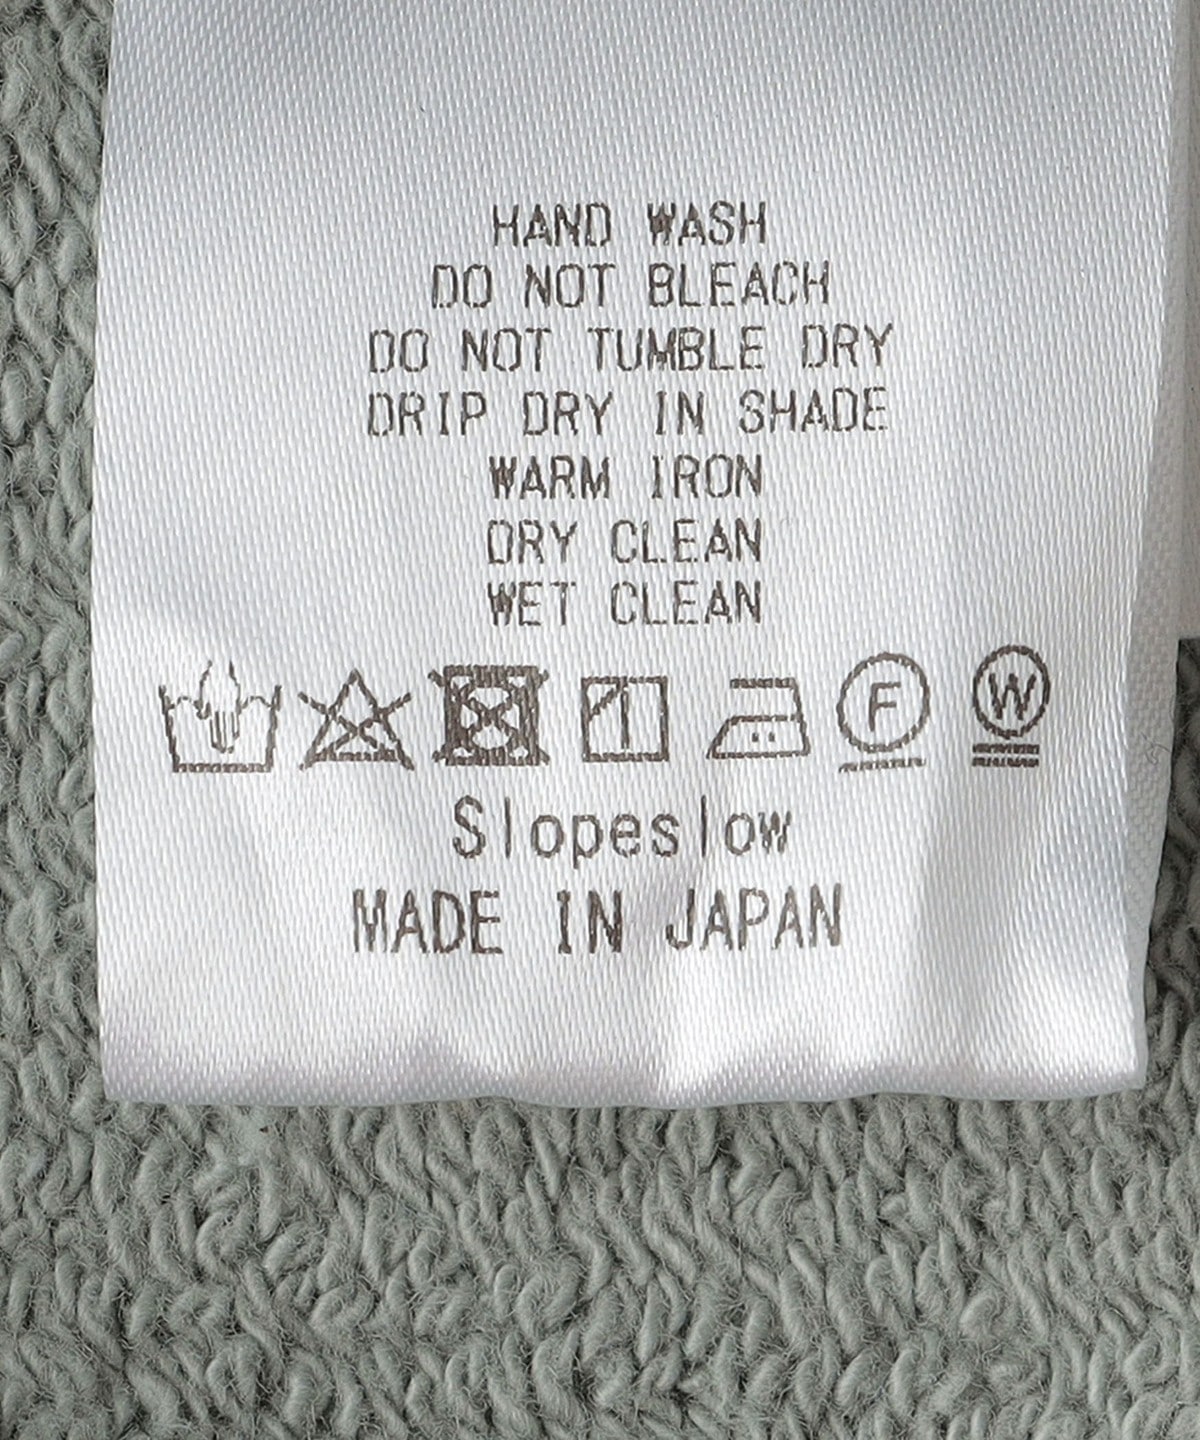 HAND WASH
DO NOT BLEACH
DO NOT TUMBLE DRY
DRIP DRY IN SHADE
WARM IRON
DRY CLEAN
WET CLEAN
F W
Slopeslow
MADE IN JAPAN